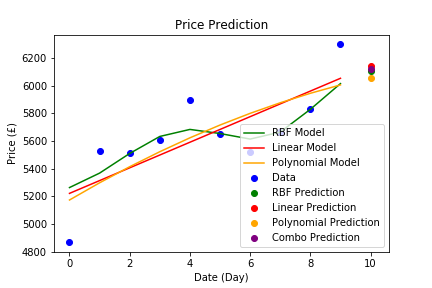 Price Prediction
Price (£)
6200
6000
5800
5600
5400
5200
5000
4800
RBF Model
Linear Model
Polynomial Model
Data
RBF Prediction
Linear Prediction
Polynomial Prediction
Combo Prediction
0
2
4
6
8
10
Date (Day)